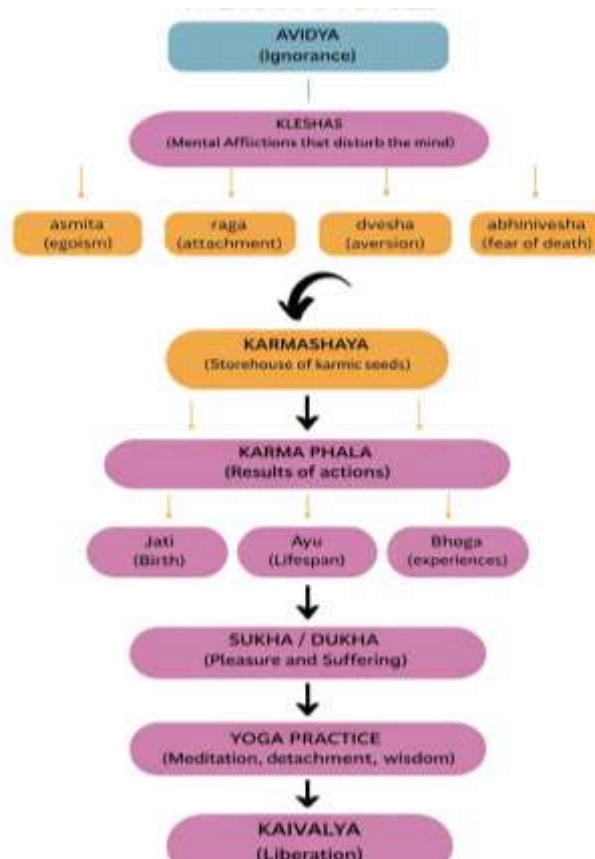 AVIDYA
(Ignorance)
KLESHAS
(Mental Afflictions that disturb the mind)
asmita
(egoism)
raga
(attachment)
dvesha
(aversion)
abhinivesha
(fear of death)
KARMASHAYA
(Storehouse of karmic seeds)
KARMA PHALA
(Results of actions)
Jati
(Birth)
Ayu
(Lifespan)
Bhoga
(experiences)
SUKHA / DUKHA
(Pleasure and Suffering)
YOGA PRACTICE
(Meditation, detachment, wisdom)
KAIVALYA
(Liberation)